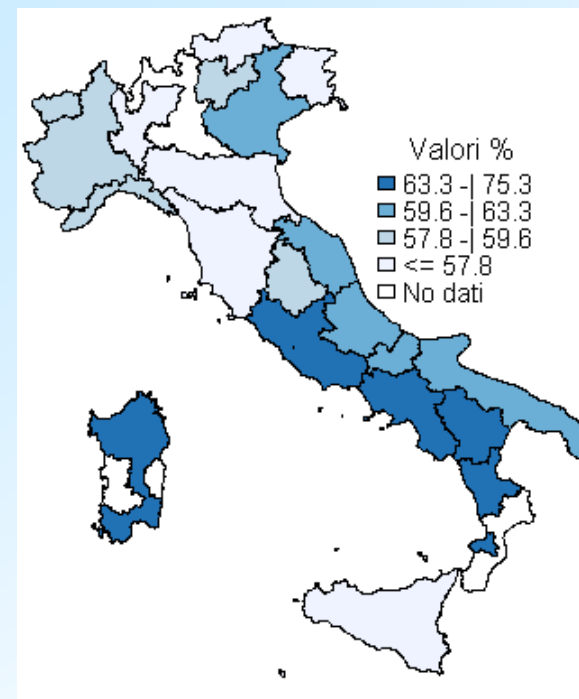 Valori %
63.3 -| 75.3
59.6 -| 63.3
57.8 -| 59.6
<= 57.8
No dati